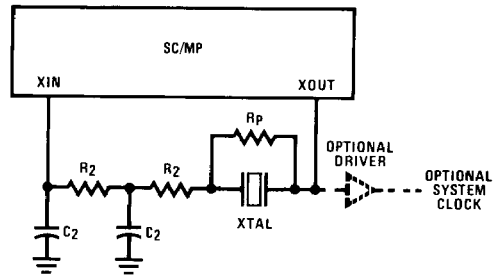 SC/MP
XIN
XOUT
RP
OPTIONAL
DRIVER
R2
R2
OPTIONAL
SYSTEM
CLOCK
XTAL
C2
C2